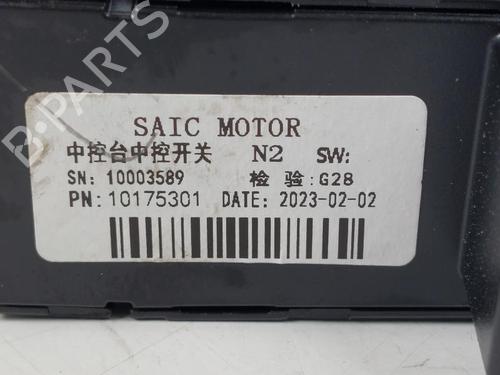 B-PARTS
SAIC MOTOR
中控台中控开关 N2 SW:
SN: 10003589 检 验:G28
PN:10175301 DATE: 2023-02-02